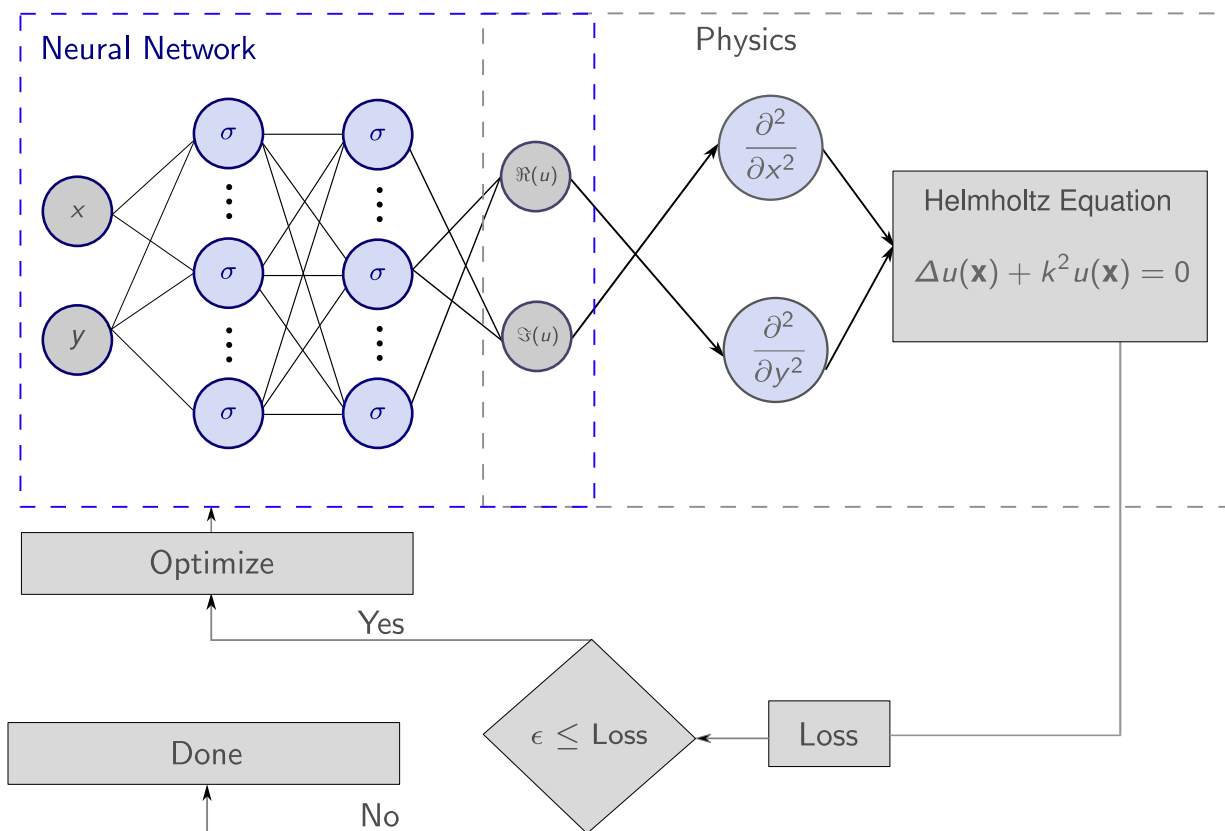 Neural Network
Physics
x
y
σ
σ
σ
σ
σ
σ
ℜ(u)
ℑ(u)
∂²
∂x²
∂²
∂y²
Helmholtz Equation
Δu(𝐱) + k²u(𝐱) = 0
Optimize
Yes
ϵ ≤ Loss
Loss
Done
No